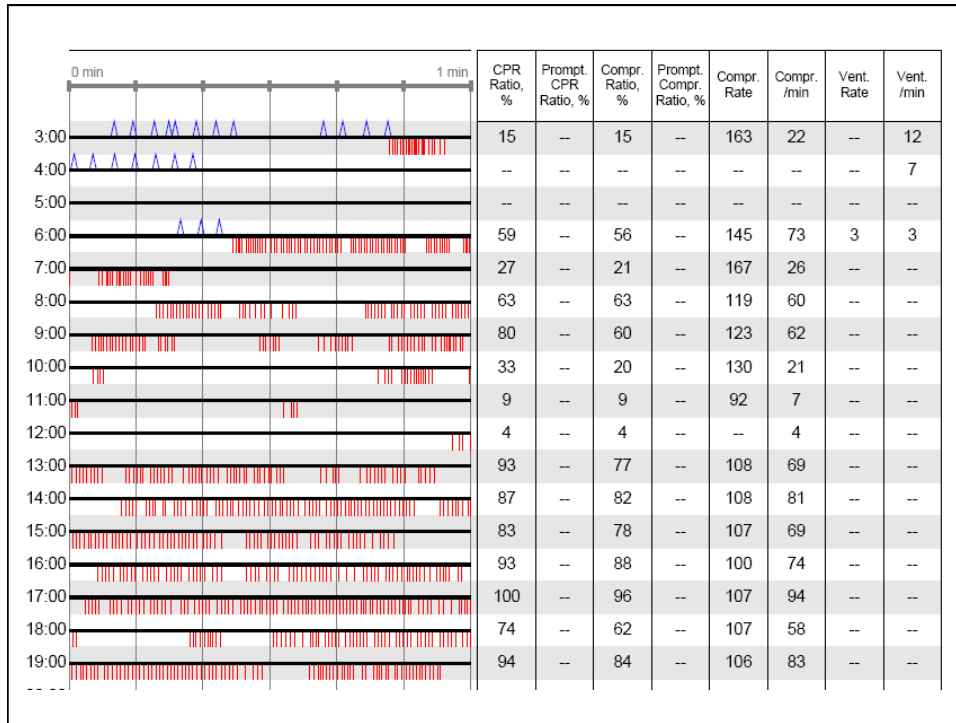 0 min 1 min
CPR Ratio, % Prompt. CPR Ratio, % Compr. Ratio, % Prompt. Compr. Ratio, % Compr. Rate Compr. /min Vent. Rate Vent. /min
3:00 15 -- 15 -- 163 22 -- 12
4:00 -- -- -- -- -- -- -- 7
5:00 -- -- -- -- -- -- -- --
6:00 59 -- 56 -- 145 73 3 3
7:00 27 -- 21 -- 167 26 -- --
8:00 63 -- 63 -- 119 60 -- --
9:00 80 -- 60 -- 123 62 -- --
10:00 33 -- 20 -- 130 21 -- --
11:00 9 -- 9 -- 92 7 -- --
12:00 4 -- 4 -- -- 4 -- --
13:00 93 -- 77 -- 108 69 -- --
14:00 87 -- 82 -- 108 81 -- --
15:00 83 -- 78 -- 107 69 -- --
16:00 93 -- 88 -- 100 74 -- --
17:00 100 -- 96 -- 107 94 -- --
18:00 74 -- 62 -- 107 58 -- --
19:00 94 -- 84 -- 106 83 -- --